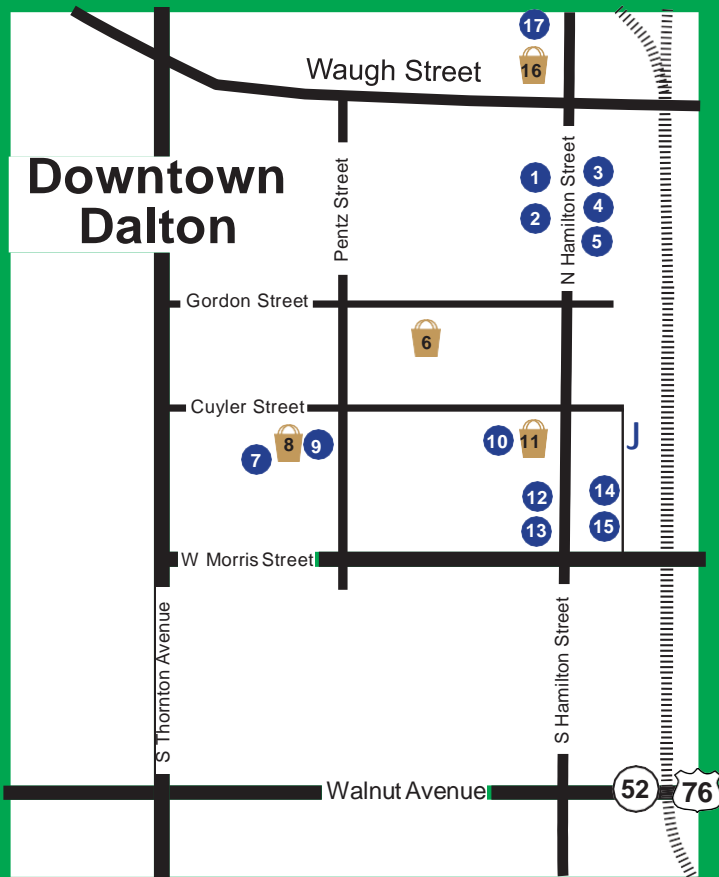 17
16
Waugh Street
Downtown
Dalton
Pentz Street
N Hamilton Street
1
3
2
4
5
Gordon Street
6
Cuyler Street
7
8
9
10
11
J
12
13
14
15
W Morris Street
S Thornton Avenue
S Hamilton Street
Walnut Avenue
52
76